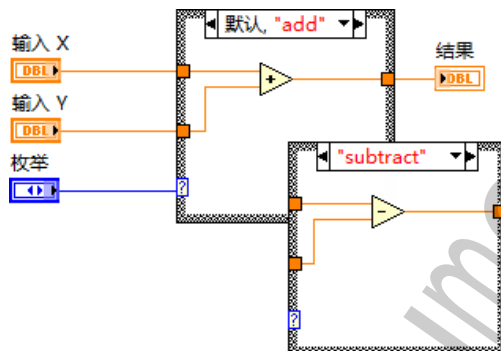 默认, "add"
输入 X
DBL
结果
DBL
输入 Y
DBL
枚举
?
"subtract"
?